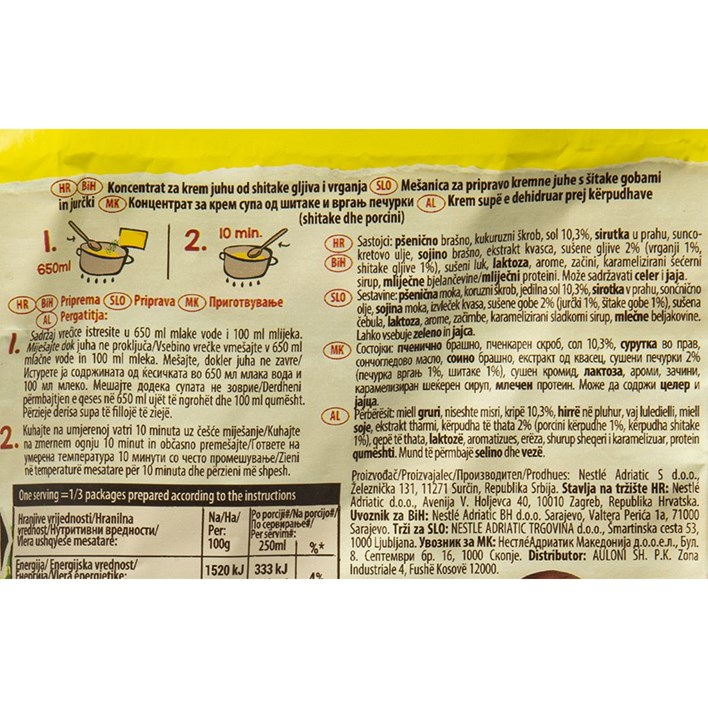 HR BiH Koncentrat za krem juhu od shitake gljiva i vrganja SLO Mešanica za pripravo kremne juhe s šitake gobami
in jurčki MK Концентрат за крем супа од шитаке и вргањ печурки AL Krem supë e dehidruar prej kërpudhave
(shitake dhe porcini)
1.
650ml
2. 10 min.
HR BiH Priprema SLO Priprava MK Приготвување
AL Pergatitja:
1. Sadržaj vrećice istresite u 650 ml mlake vode i 100 ml mlijeka.
Miješajte dok juha ne proključa/Vsebino vrečke vmešajte v 650 ml
mlačne vode in 100 ml mleka. Mešajte, dokler juha ne zavre/
Истурете ја содржината од ќесичката во 650 мл млака вода и
100 мл млеко. Мешајте додека супата не зоврие/Derdheni
përmbajtjen e qeses në 650 ml ujët të ngrohët dhe 100 ml qumësht.
Përzieje derisa supa të fillojë të ziejë.
2. Kuhajte na umjerenoj vatri 10 minuta uz češće miješanje/Kuhajte
na zmernem ognju 10 minut in občasno premešajte/Гответе на
умерена температура 10 минути со често промешување/Zieni
në temperaturë mesatare për 10 minuta dhe përzieni më shpesh.
One serving =1/3 packages prepared according to the instructions
Hranjive vrijednosti/Hranilna
vrednost/Нутритивни вредности/
Vlera ushqyese mesatare:
Na/На/
Për:
100g
Po porciji#/Na porcijo#/
По сервирање#/
Për servim#:
250ml
%*
Energija/ Energijska vrednost/
Енергија/Vlera energjetike:
1520 kJ
333 kJ
4%
HR BiH Sastojci: pšenično brašno, kukuruzni škrob, sol 10,3%, sirutka u prahu, sunco-
kretovo ulje, sojino brašno, ekstrakt kvasca, sušene gljive 2% (vrganji 1%,
shitake gljive 1%), sušeni luk, laktoza, arome, začini, karamelizirani šećerni
sirup, mliječne bjelančevine/mliječni proteini. Može sadržavati celer i jaja.
SLO Sestavine: pšenična moka, koruzni škrob, jedilna sol 10,3%, sirotka v prahu, sončnično
olje, sojina moka, izvleček kvasa, sušene gobe 2% (jurčki 1%, šitake gobe 1%), sušena
čebula, laktoza, arome, začimbe, karamelizirani sladkorni sirup, mlečne beljakovine.
Lahko vsebuje zeleno in jajca.
MK Состојки: пченично брашно, пченкарен скроб, сол 10,3%, сурутка во прав,
сончогледово масло, соино брашно, екстракт од квасец, сушени печурки 2%
(печурка вргањ 1%, шитаке 1%), сушен кромид, лактоза, ароми, зачини,
карамелизиран шеќерен сируп, млечен протеин. Може да содржи целер и
јајца.
AL Përbërësit: miell gruri, niseshte misri, kripë 10,3%, hirrë në pluhur, vaj luledielli, miell
soje, ekstrakt tharmi, kërpudha të thata 2% (porcini kërpudhe 1%, kërpudha shitake
1%), qepë të thata, laktozë, aromatizues, erëza, shurup sheqeri i karamelizuar, protein
qumështi. Mund të përmbajë selino dhe vezë.
Proizvođač/Proizvajalec/Производител/Prodhues: Nestlé Adriatic S d.o.o.,
Železnička 131, 11271 Surčin, Republika Srbija. Stavlja na tržište HR: Nestlé
Adriatic d.o.o., Avenija V. Holjevca 40, 10010 Zagreb, Republika Hrvatska.
Uvoznik za BiH: Nestlé Adriatic BH d.o.o. Sarajevo, Valtera Perića 1a, 71000
Sarajevo. Trži za SLO: NESTLE ADRIATIC TRGOVINA d.o.o., Šmartinska cesta 53,
1000 Ljubljana. Увозник за МК: НестлéАдриатик Македонија д.о.о.е.л., Бул.
8. Септември бр. 16, 1000 Скопје. Distributor: AULONI SH. P.K. Zona
Industriale 4, Fushë Kosovë 12000.